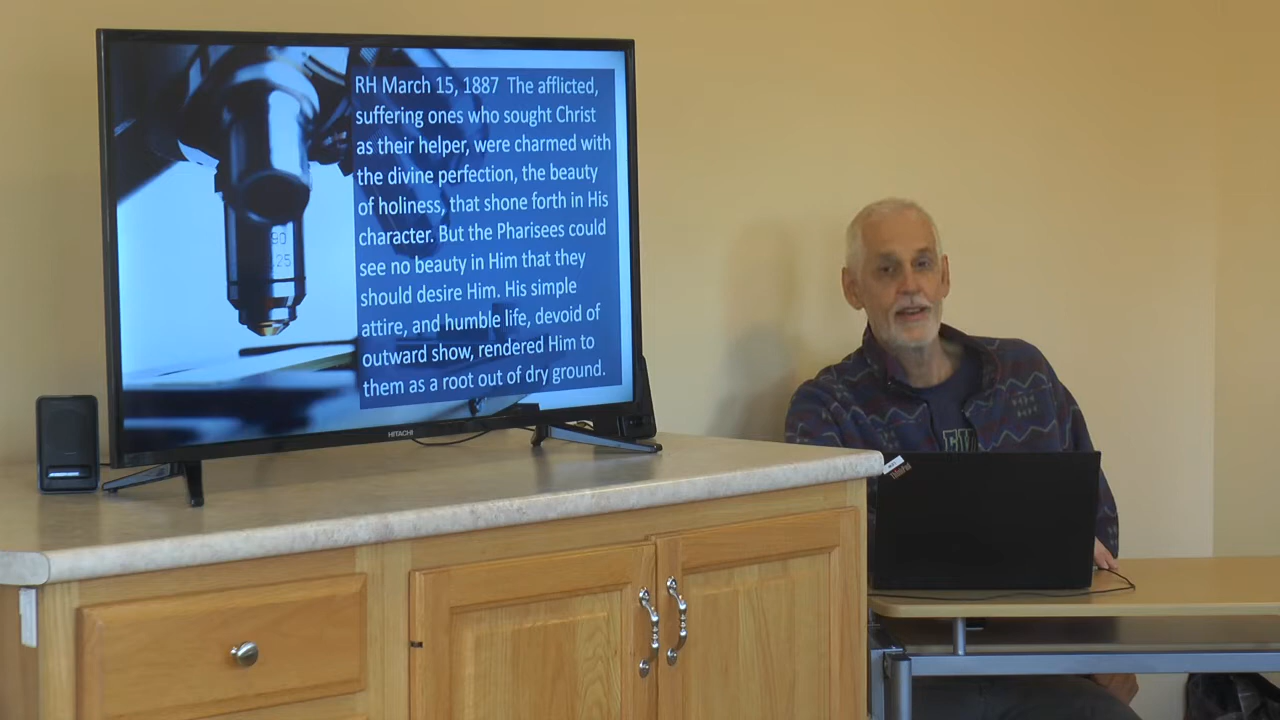 RH March 15, 1887 The afflicted,
suffering ones who sought Christ
as their helper, were charmed with
the divine perfection, the beauty
of holiness, that shone forth in His
character. But the Pharisees could
see no beauty in Him that they
should desire Him. His simple
attire, and humble life, devoid of
outward show, rendered Him to
them as a root out of dry ground.
90
.25
HITACHI
ThinkPad